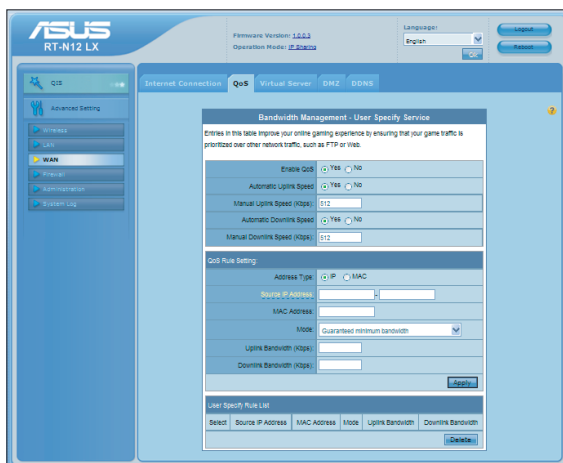 ASUS
RT-N12 LX
Firmware Version: 1.0.0.3
Operation Mode: IP Sharing
Language:
English
OK
Logout
Reboot
QIS
Advanced Setting
Wireless
LAN
WAN
Firewall
Administration
System Log
Internet Connection QoS Virtual Server DMZ DDNS
Bandwidth Management - User Specify Service
Entries in this table improve your online gaming experience by ensuring that your game traffic is
prioritized over other network traffic, such as FTP or Web.
Enable QoS Yes No
Automatic Uplink Speed Yes No
Manual Uplink Speed (Kbps): 512
Automatic Downlink Speed Yes No
Manual Downlink Speed (Kbps): 512
QoS Rule Setting:
Address Type: IP MAC
Source IP Address: -
MAC Address:
Mode: Guaranteed minimum bandwidth
Uplink Bandwidth (Kbps):
Downlink Bandwidth (Kbps):
Apply
User Specify Rule List
Select Source IP Address MAC Address Mode Uplink Bandwidth Downlink Bandwidth
Delete
?